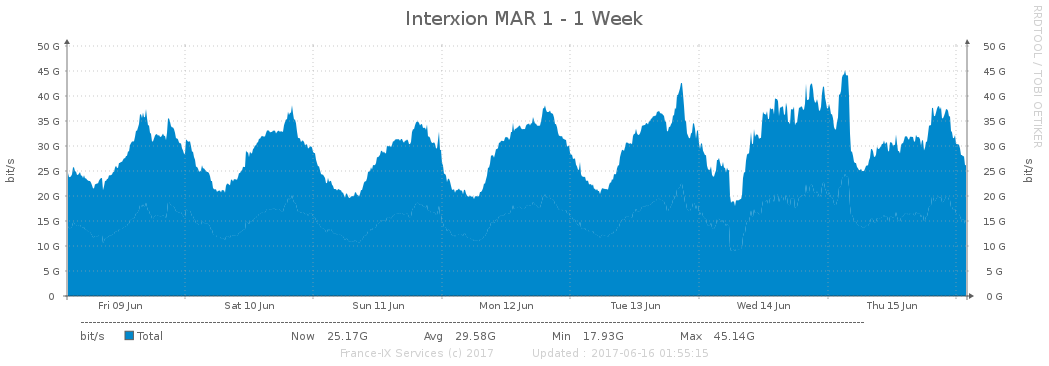 Interxion MAR 1 - 1 Week
RRDTOOL / TOBI OETIKER
bit/s
50 G 50 G
45 G 45 G
40 G 40 G
35 G 35 G
30 G 30 G
25 G 25 G
20 G 20 G
15 G 15 G
10 G 10 G
5 G 5 G
0 0 G
bit/s
Fri 09 Jun Sat 10 Jun Sun 11 Jun Mon 12 Jun Tue 13 Jun Wed 14 Jun Thu 15 Jun
bit/s Total Now 25.17G Avg 29.58G Min 17.93G Max 45.14G
France-IX Services (c) 2017 Updated : 2017-06-16 01:55:15